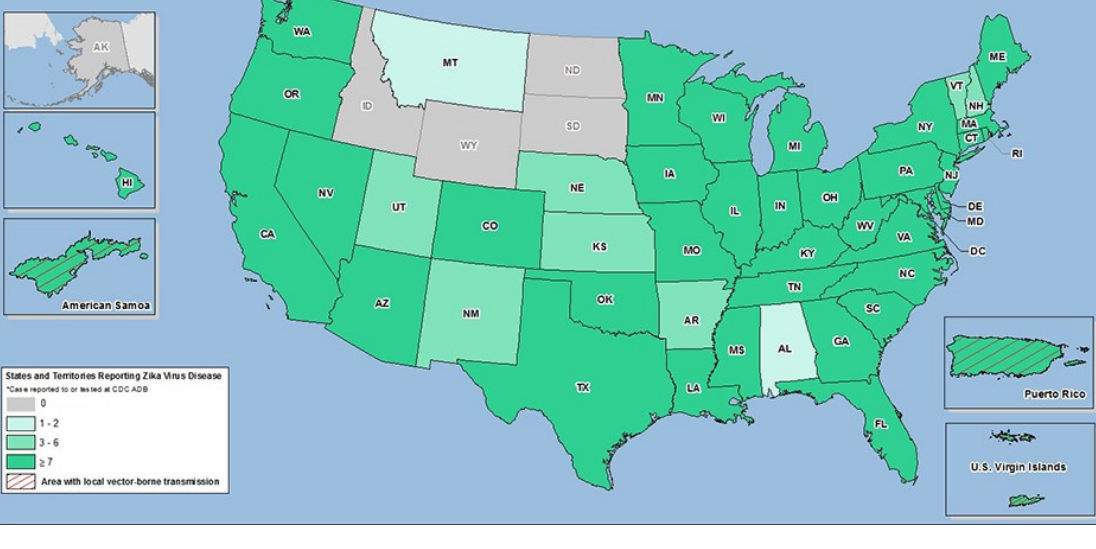 AK
HI
American Samoa
WA
OR
CA
NV
ID
MT
WY
UT
CO
AZ
NM
ND
SD
NE
KS
OK
TX
MN
IA
MO
AR
LA
WI
IL
MI
IN
OH
KY
TN
MS
AL
GA
FL
SC
NC
VA
WV
PA
NY
VT
NH
ME
MA
CT
RI
NJ
DE
MD
DC
Puerto Rico
U.S. Virgin Islands
States and Territories Reporting Zika Virus Disease
*Case reported to or tested at CDC ADB
0
1 - 2
3 - 6
≥ 7
Area with local vector-borne transmission